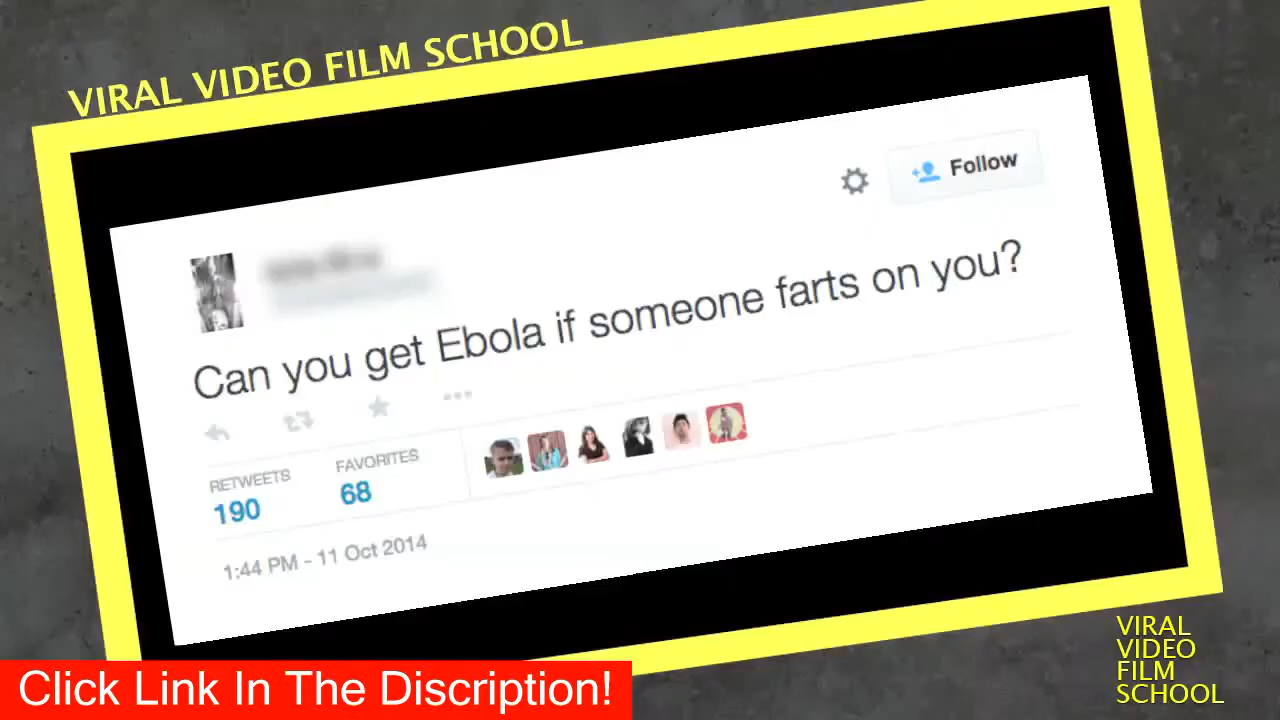 VIRAL VIDEO FILM SCHOOL
Follow
Can you get Ebola if someone farts on you?
RETWEETS FAVORITES
190 68
1:44 PM - 11 Oct 2014
Click Link In The Discription!
VIRAL
VIDEO
FILM
SCHOOL